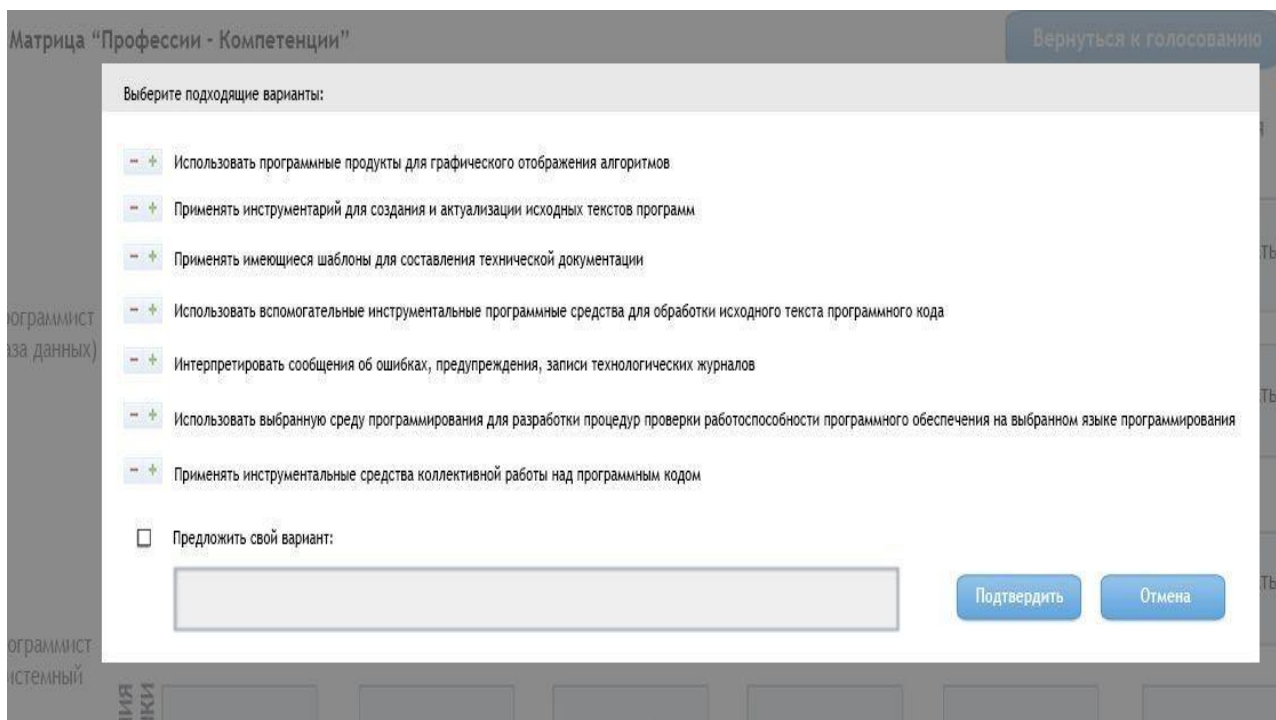 Матрица “Профессии - Компетенции”
Вернуться к голосованию
Выберите подходящие варианты:
- + Использовать программные продукты для графического отображения алгоритмов
- + Применять инструментарий для создания и актуализации исходных текстов программ
- + Применять имеющиеся шаблоны для составления технической документации
- + Использовать вспомогательные инструментальные программные средства для обработки исходного текста программного кода
- + Интерпретировать сообщения об ошибках, предупреждения, записи технологических журналов
- + Использовать выбранную среду программирования для разработки процедур проверки работоспособности программного обеспечения на выбранном языке программирования
- + Применять инструментальные средства коллективной работы над программным кодом
Предложить свой вариант:
Подтвердить
Отмена
данных)